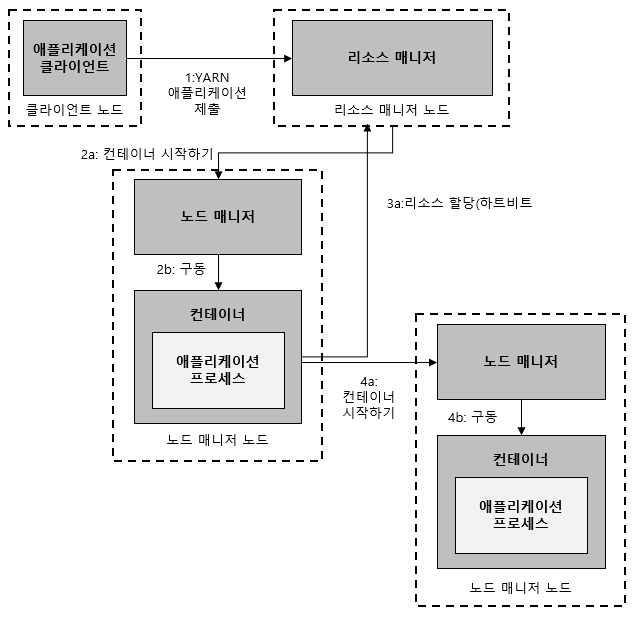 애플리케이션
클라이언트
클라이언트 노드
1:YARN
애플리케이션
제출
리소스 매니저
리소스 매니저 노드
2a: 컨테이너 시작하기
노드 매니저
2b: 구동
컨테이너
애플리케이션
프로세스
노드 매니저 노드
3a:리소스 할당(하트비트
4a:
컨테이너
시작하기
노드 매니저
4b: 구동
컨테이너
애플리케이션
프로세스
노드 매니저 노드